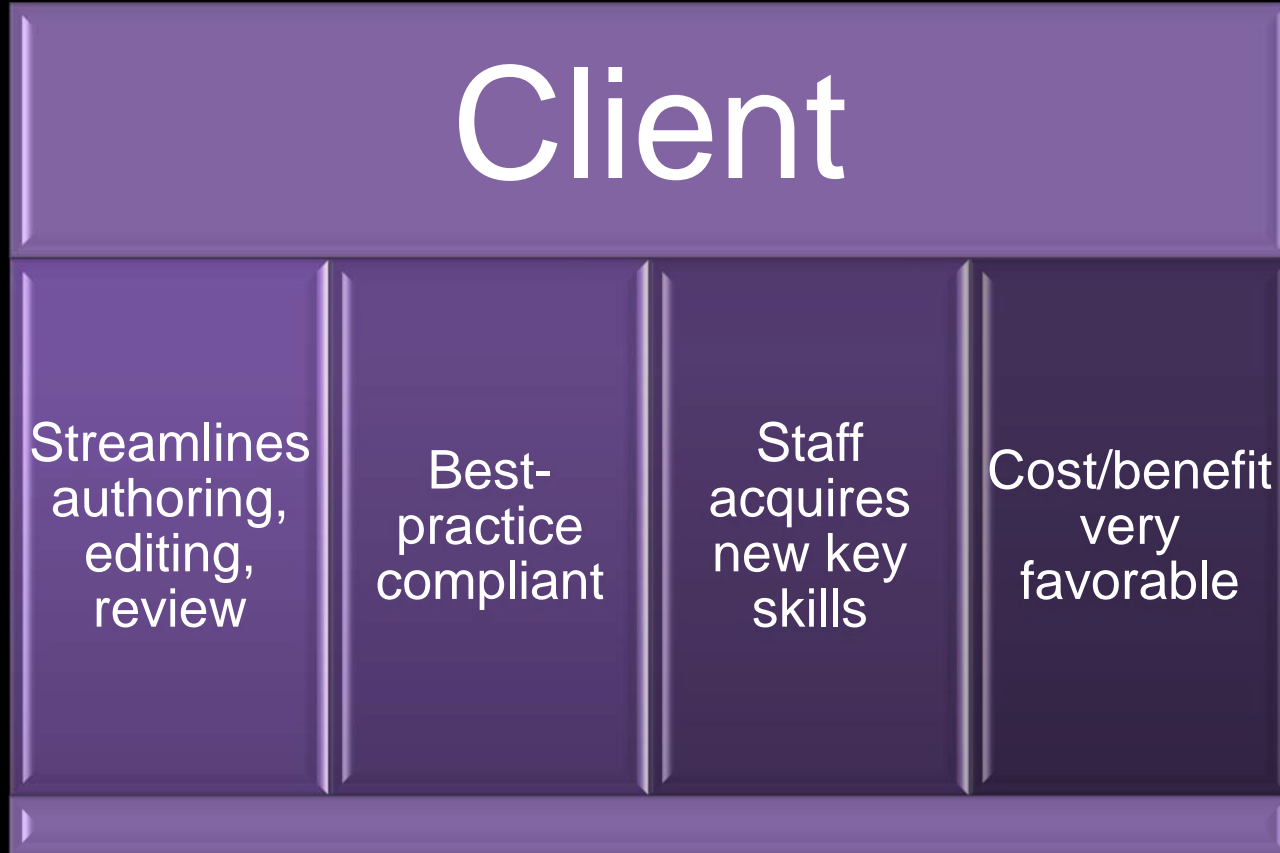 Client
Streamlines
authoring,
editing,
review
Best-
practice
compliant
Staff
acquires
new key
skills
Cost/benefit
very
favorable